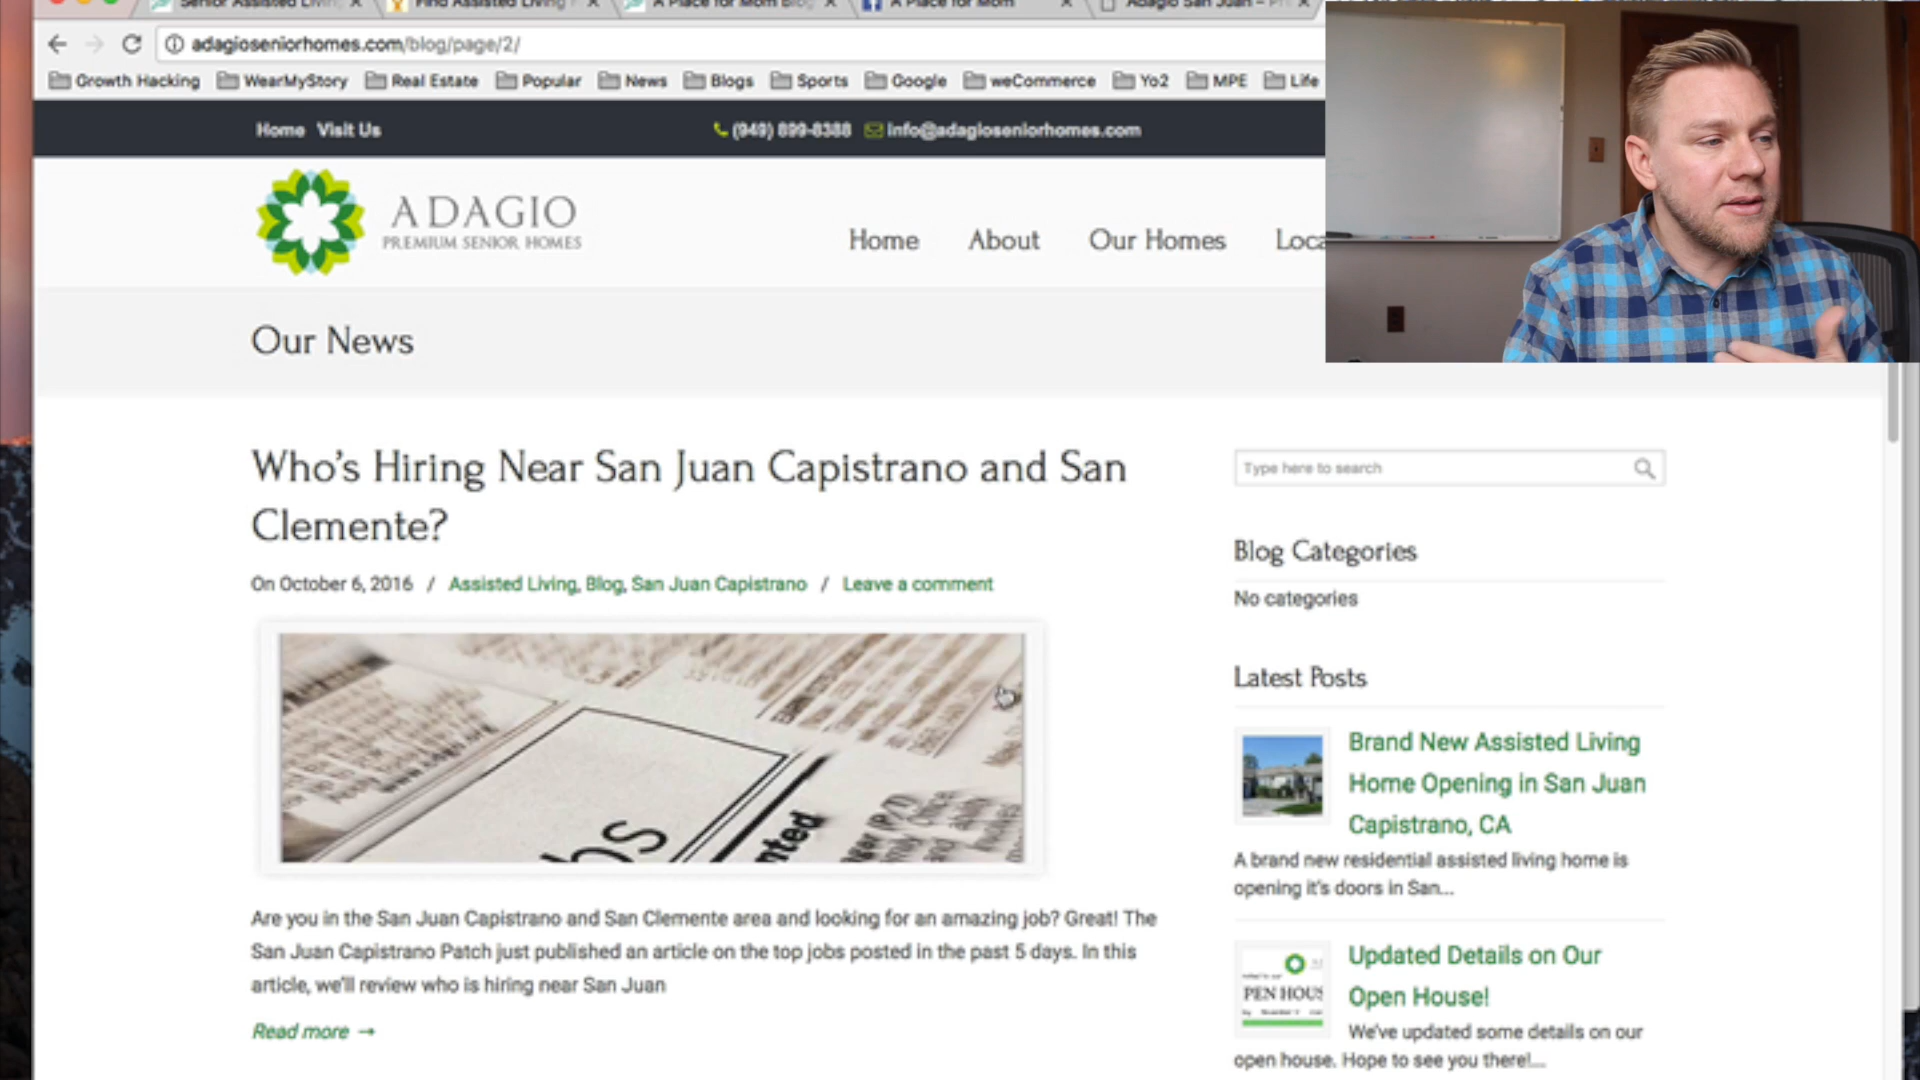 Senior Assisted Livin
Find Assisted Living
A Place for Mom Blog
A Place for Mom
Adagio San Juan – Pr
adagioseniorhomes.com/blog/page/2/
Growth Hacking
WearMyStory
Real Estate
Popular
News
Blogs
Sports
Google
weCommerce
Yo2
MPE
Life
Home Visit Us
(949) 899-8388 info@adagioseniorhomes.com
ADAGIO
PREMIUM SENIOR HOMES
Home About Our Homes Loca
Our News
Who's Hiring Near San Juan Capistrano and San
Clemente?
On October 6, 2016 / Assisted Living, Blog, San Juan Capistrano / Leave a comment
bs
nted
Are you in the San Juan Capistrano and San Clemente area and looking for an amazing job? Great! The
San Juan Capistrano Patch just published an article on the top jobs posted in the past 5 days. In this
article, we'll review who is hiring near San Juan
Read more →
Type here to search
Blog Categories
No categories
Latest Posts
Brand New Assisted Living
Home Opening in San Juan
Capistrano, CA
A brand new residential assisted living home is
opening it's doors in San...
PEN HOUS
Updated Details on Our
Open House!
We've updated some details on our
open house. Hope to see you there!...